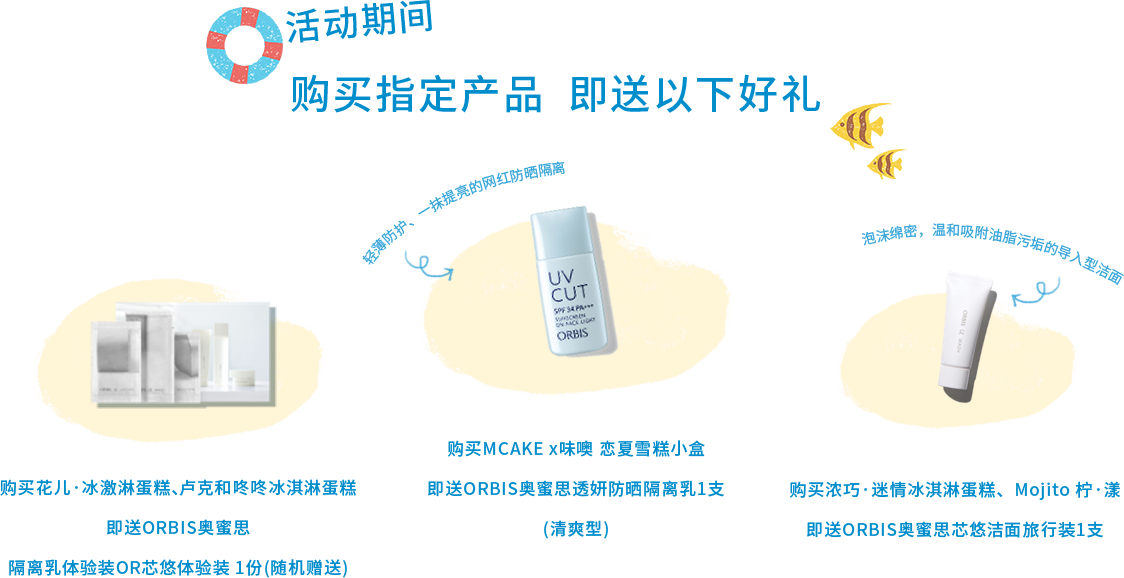 活动期间
购买指定产品 即送以下好礼
轻薄防护、一抹提亮的网红防晒隔离
泡沫绵密，温和吸附油脂污垢的导入型洁面
UV
CUT
SPF 34 PA+++
SUNSCREEN
ON FACE LIGHT
ORBIS
ORBIS U WASH
购买花儿·冰激淋蛋糕、卢克和咚咚冰淇淋蛋糕
即送ORBIS奥蜜思
隔离乳体验装OR芯悠体验装 1份(随机赠送)
购买MCAKE x味噢 恋夏雪糕小盒
即送ORBIS奥蜜思透妍防晒隔离乳1支
(清爽型)
购买浓巧·迷情冰淇淋蛋糕、Mojito 柠·漾
即送ORBIS奥蜜思芯悠洁面旅行装1支